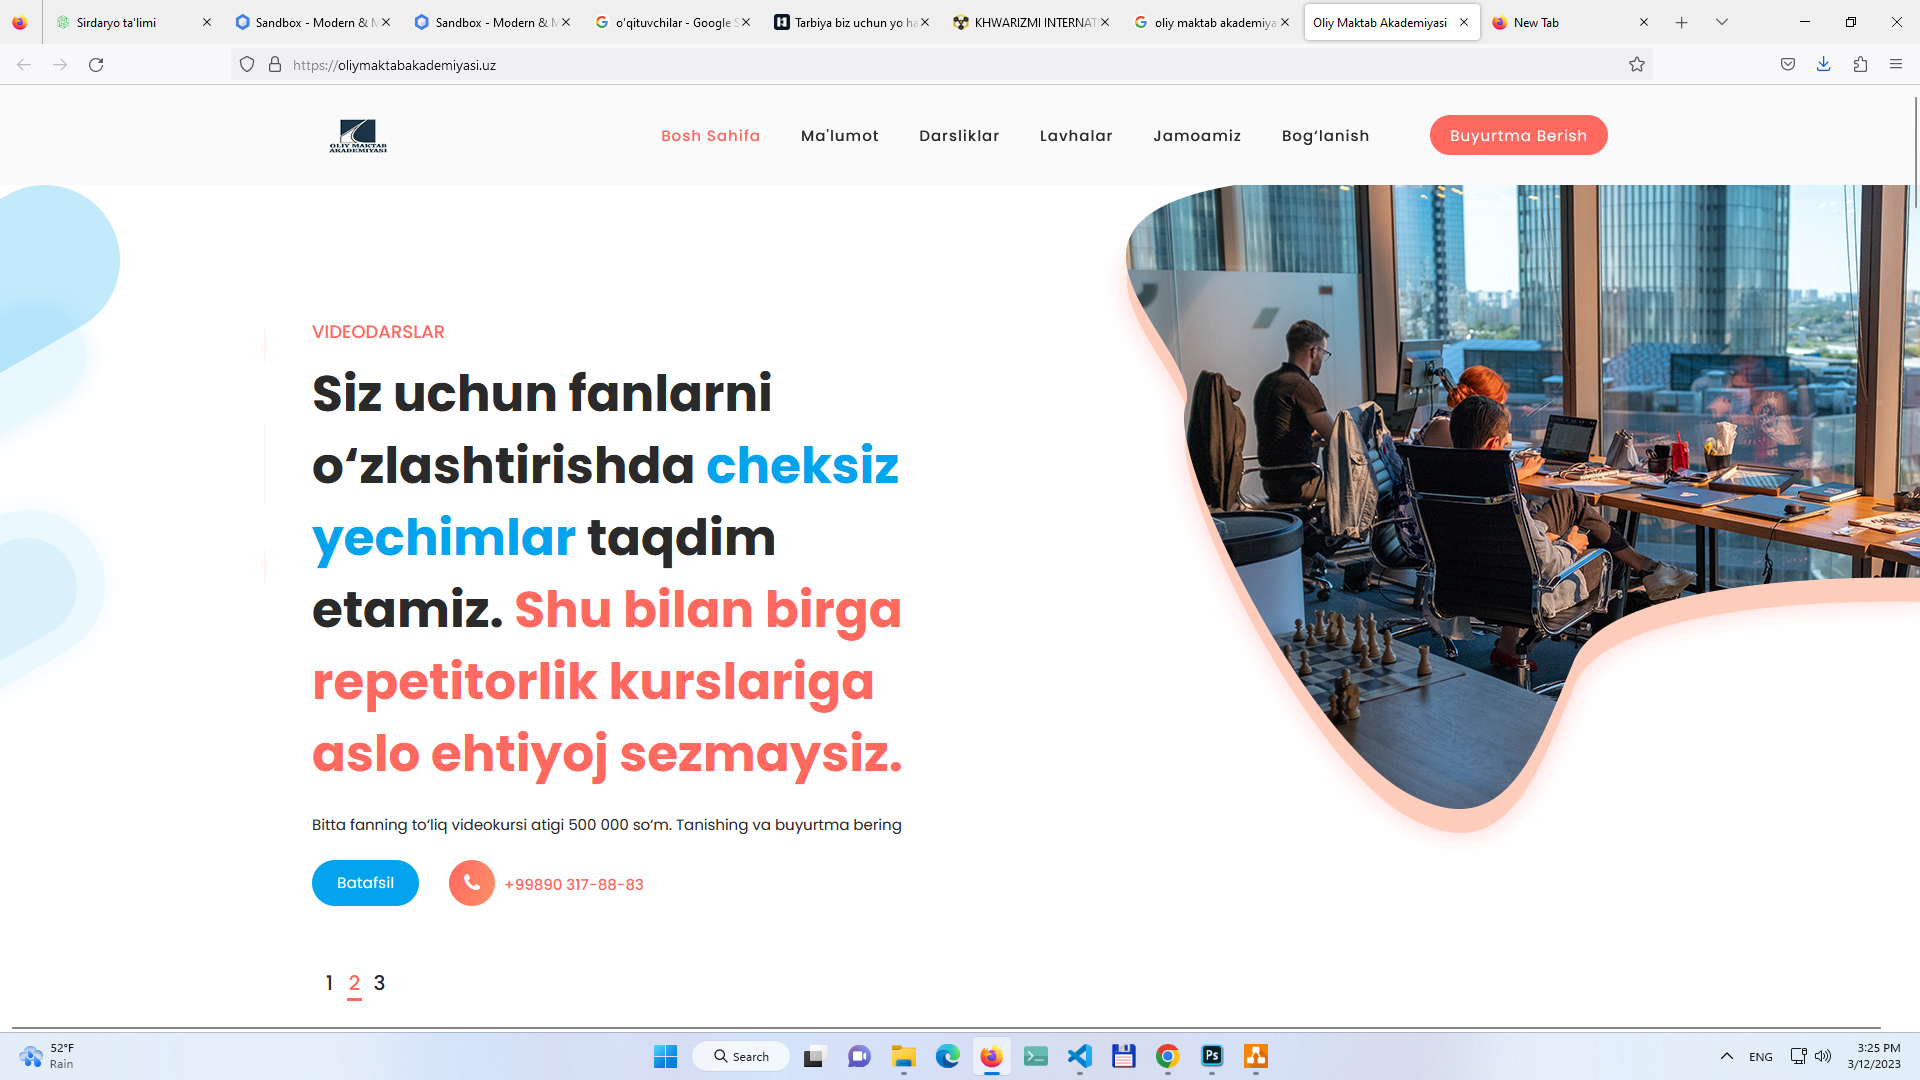 Sirdaryo ta'limi
Sandbox - Modern & M
Sandbox - Modern & M
o'qituvchilar - Google S
Tarbiya biz uchun yo ha
KHWARIZMI INTERNAT
oliy maktab akademiya
Oliy Maktab Akademiyasi
New Tab
https://oliymaktabakademiyasi.uz
OLIY MAKTAB
AKADEMIYASI
Bosh Sahifa
Ma'lumot
Darsliklar
Lavhalar
Jamoamiz
Bog‘lanish
Buyurtma Berish
VIDEODARSLAR
Siz uchun fanlarni
o‘zlashtirishda cheksiz
yechimlar taqdim
etamiz. Shu bilan birga
repetitorlik kurslariga
aslo ehtiyoj sezmaysiz.
Bitta fanning to‘liq videokursi atigi 500 000 so‘m. Tanishing va buyurtma bering
Batafsil
+99890 317-88-83
1 2 3
52°F
Rain
Search
Ps
ENG
3:25 PM
3/12/2023